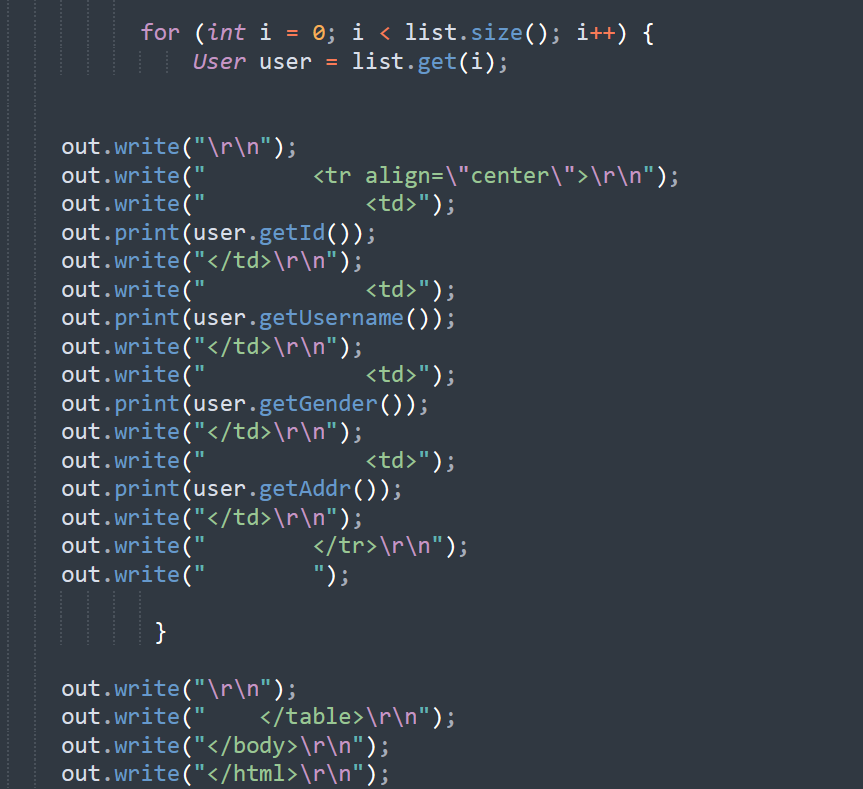 for (int i = 0; i < list.size(); i++) {
User user = list.get(i);
out.write("\r\n");
out.write("        <tr align=\"center\">\r\n");
out.write("            <td>");
out.print(user.getId());
out.write("</td>\r\n");
out.write("            <td>");
out.print(user.getUsername());
out.write("</td>\r\n");
out.write("            <td>");
out.print(user.getGender());
out.write("</td>\r\n");
out.write("            <td>");
out.print(user.getAddr());
out.write("</td>\r\n");
out.write("        </tr>\r\n");
out.write("        ");
}
out.write("\r\n");
out.write("    </table>\r\n");
out.write("</body>\r\n");
out.write("</html>\r\n");